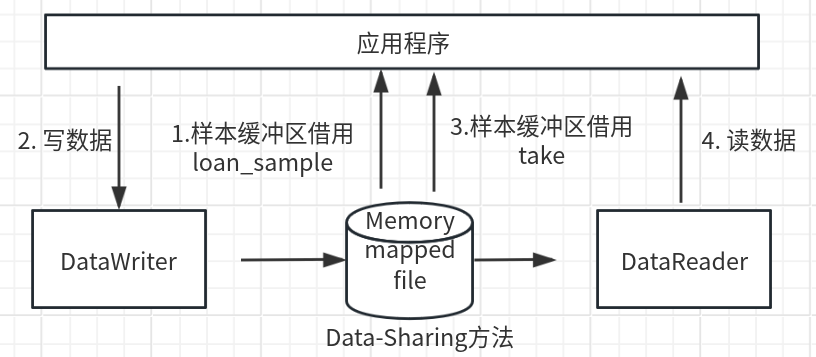 应用程序
2. 写数据
1.样本缓冲区借用
loan_sample
3.样本缓冲区借用
take
4. 读数据
DataWriter
Memory
mapped
file
DataReader
Data-Sharing方法